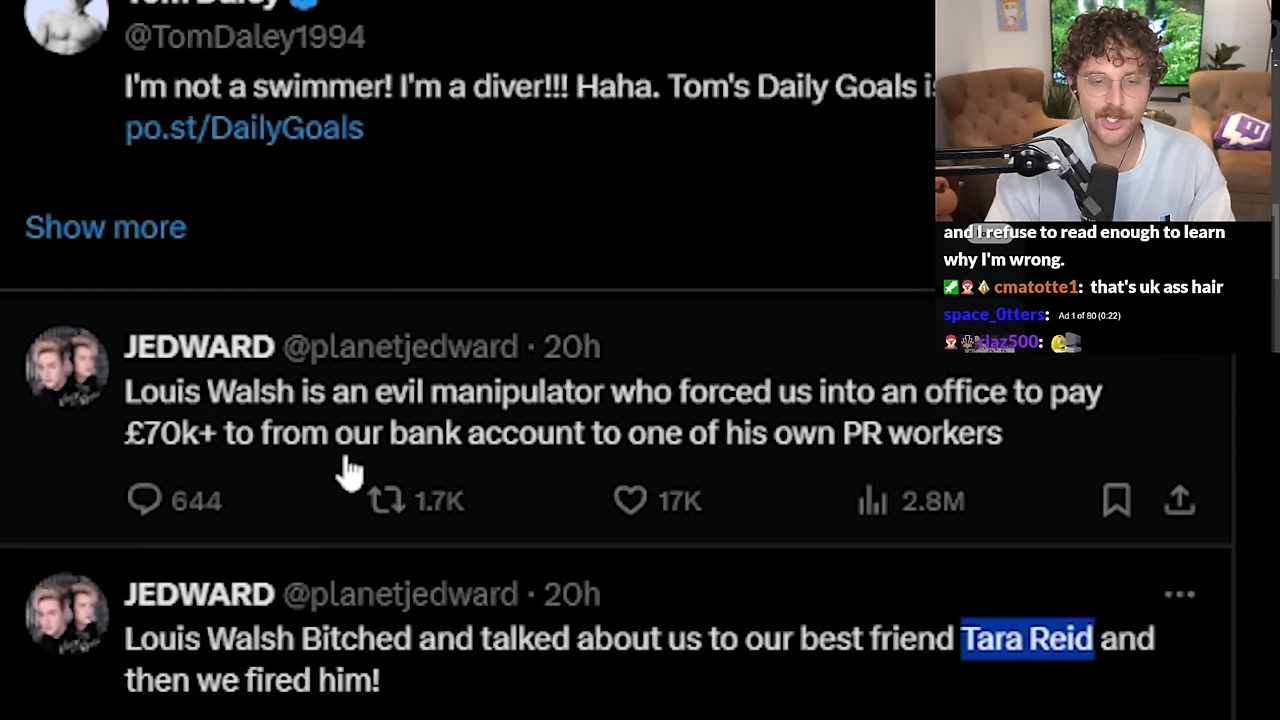 Tom Daley
@TomDaley1994
I'm not a swimmer! I'm a diver!!! Haha. Tom's Daily Goals is
po.st/DailyGoals
Show more
JEDWARD @planetjedward · 20h
Louis Walsh is an evil manipulator who forced us into an office to pay
£70k+ to from our bank account to one of his own PR workers
644 1.7K 17K 2.8M
JEDWARD @planetjedward · 20h
Louis Walsh Bitched and talked about us to our best friend Tara Reid and
then we fired him!
and I refuse to read enough to learn
why I'm wrong.
cmatotte1: that's uk ass hair
space_0tters: Ad 1 of 80 (0:22)
riaz500: